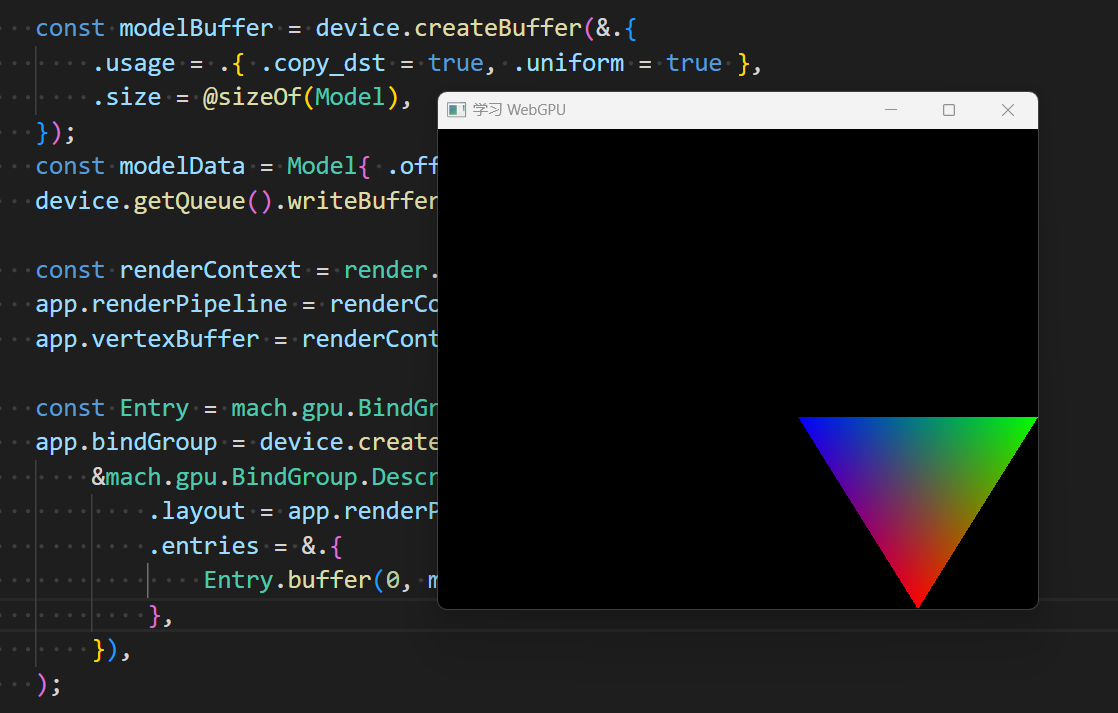 const modelBuffer = device.createBuffer(&.{
.usage = .{ .copy_dst = true, .uniform = true },
.size = @sizeOf(Model),
});
const modelData = Model{ .off
device.getQueue().writeBuffer
const renderContext = render.
app.renderPipeline = renderCo
app.vertexBuffer = renderCont
const Entry = mach.gpu.BindGr
app.bindGroup = device.create
&mach.gpu.BindGroup.Descr
.layout = app.renderP
.entries = &.{
Entry.buffer(0, m
},
}),
);
学习 WebGPU